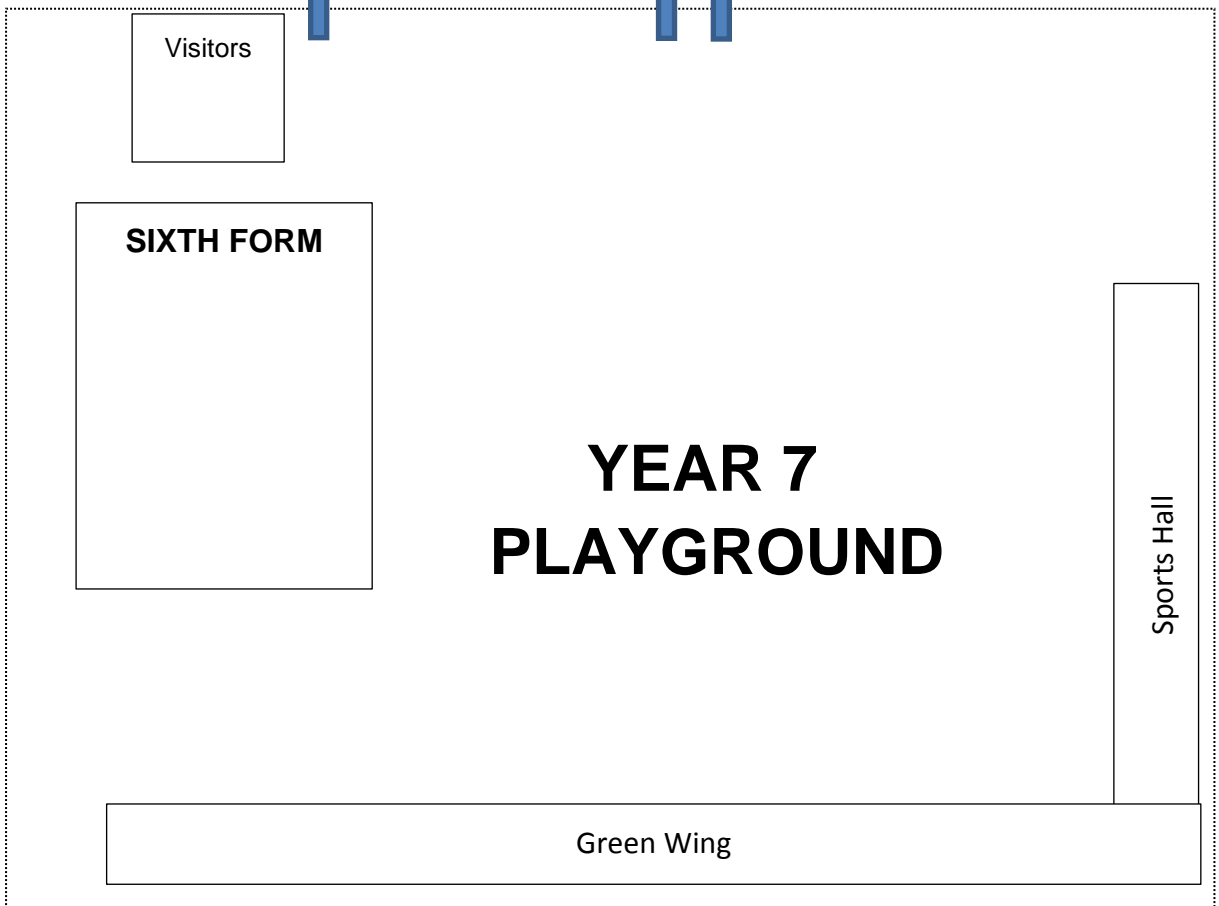 Visitors
SIXTH FORM
YEAR 7
PLAYGROUND
Sports Hall
Green Wing